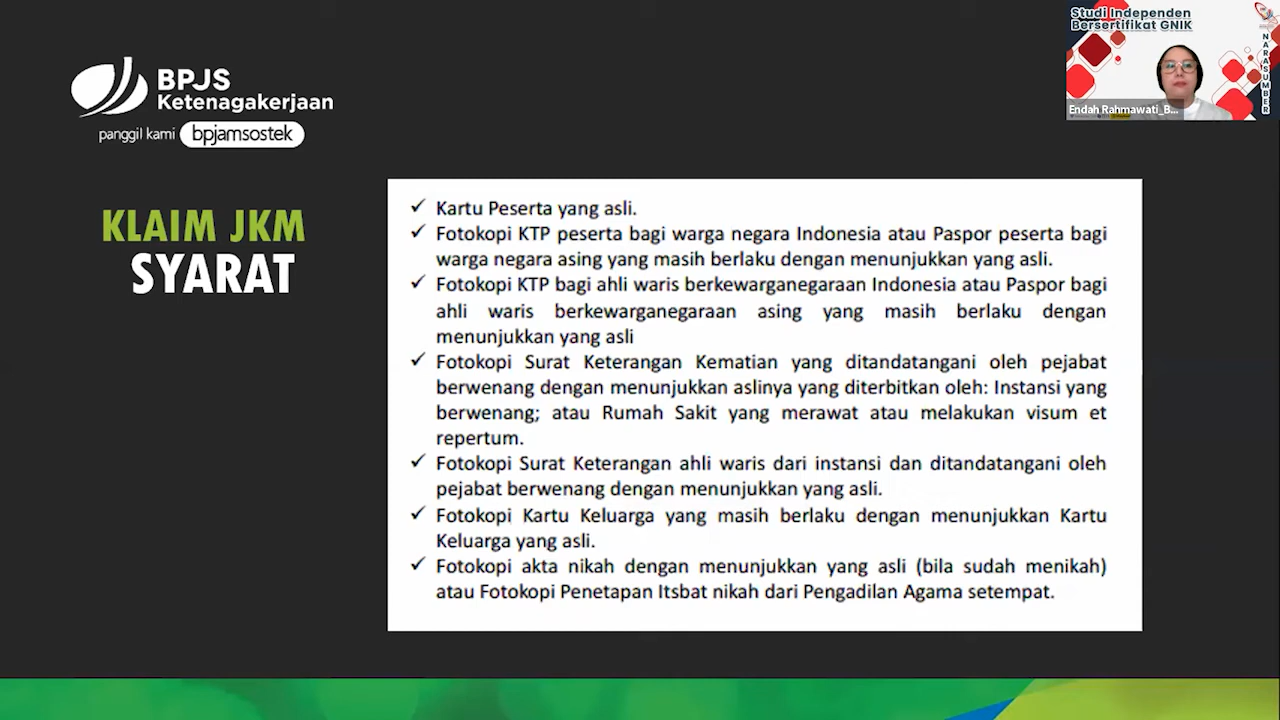 BPJS
Ketenagakerjaan
panggil kami bpjamsostek
KLAIM JKM
SYARAT
✓ Kartu Peserta yang asli.
✓ Fotokopi KTP peserta bagi warga negara Indonesia atau Paspor peserta bagi
warga negara asing yang masih berlaku dengan menunjukkan yang asli.
✓ Fotokopi KTP bagi ahli waris berkewarganegaraan Indonesia atau Paspor bagi
ahli waris berkewarganegaraan asing yang masih berlaku dengan
menunjukkan yang asli
✓ Fotokopi Surat Keterangan Kematian yang ditandatangani oleh pejabat
berwenang dengan menunjukkan aslinya yang diterbitkan oleh: Instansi yang
berwenang; atau Rumah Sakit yang merawat atau melakukan visum et
repertum.
✓ Fotokopi Surat Keterangan ahli waris dari instansi dan ditandatangani oleh
pejabat berwenang dengan menunjukkan yang asli.
✓ Fotokopi Kartu Keluarga yang masih berlaku dengan menunjukkan Kartu
Keluarga yang asli.
✓ Fotokopi akta nikah dengan menunjukkan yang asli (bila sudah menikah)
atau Fotokopi Penetapan Itsbat nikah dari Pengadilan Agama setempat.
Studi Independen
Bersertifikat GNIK
NARASUMBER
Endah Rahmawati_B...